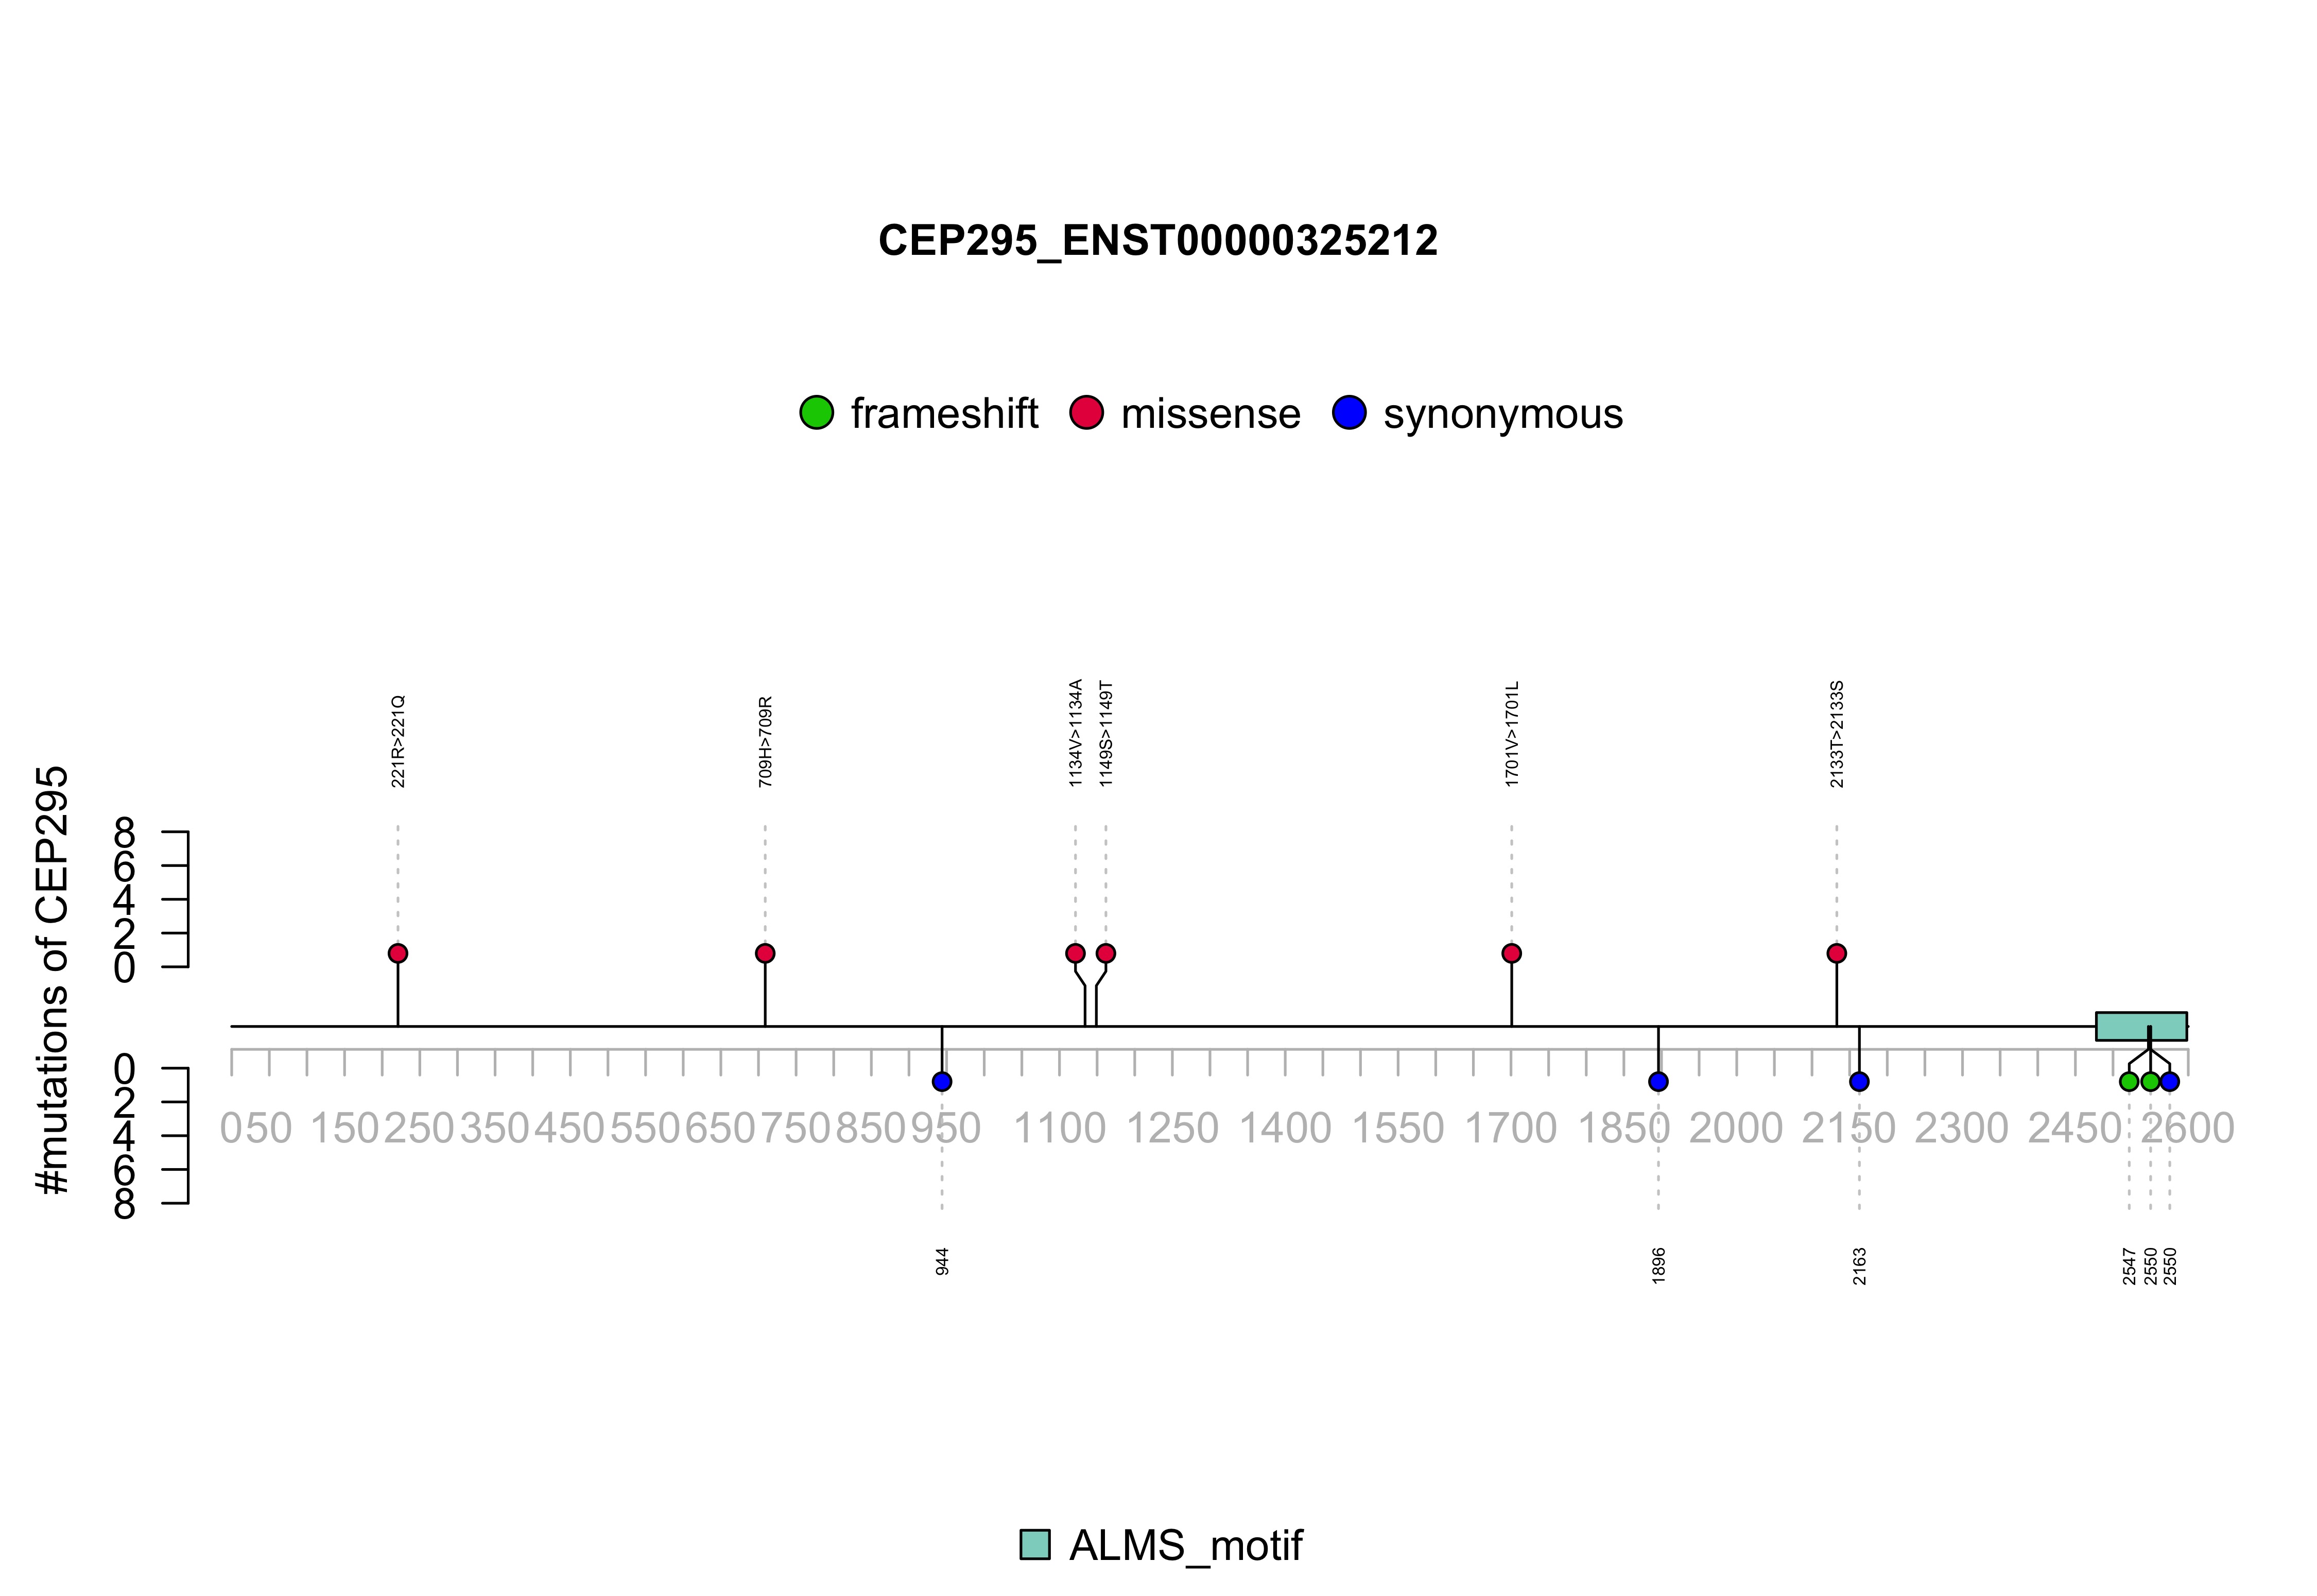 CEP295_ENST00000325212
frameshift missense synonymous
221R>221Q
709H>709R
1134V>1134A
1149S>1149T
1701V>1701L
2133T>2133S
#mutations of CEP295
8
6
4
2
0
0
2
4
6
8
0 50 150 250 350 450 550 650 750 850 950 1100 1250 1400 1550 1700 1850 2000 2150 2300 2450 2600
944
1896
2163
2547
2550
2550
ALMS_motif